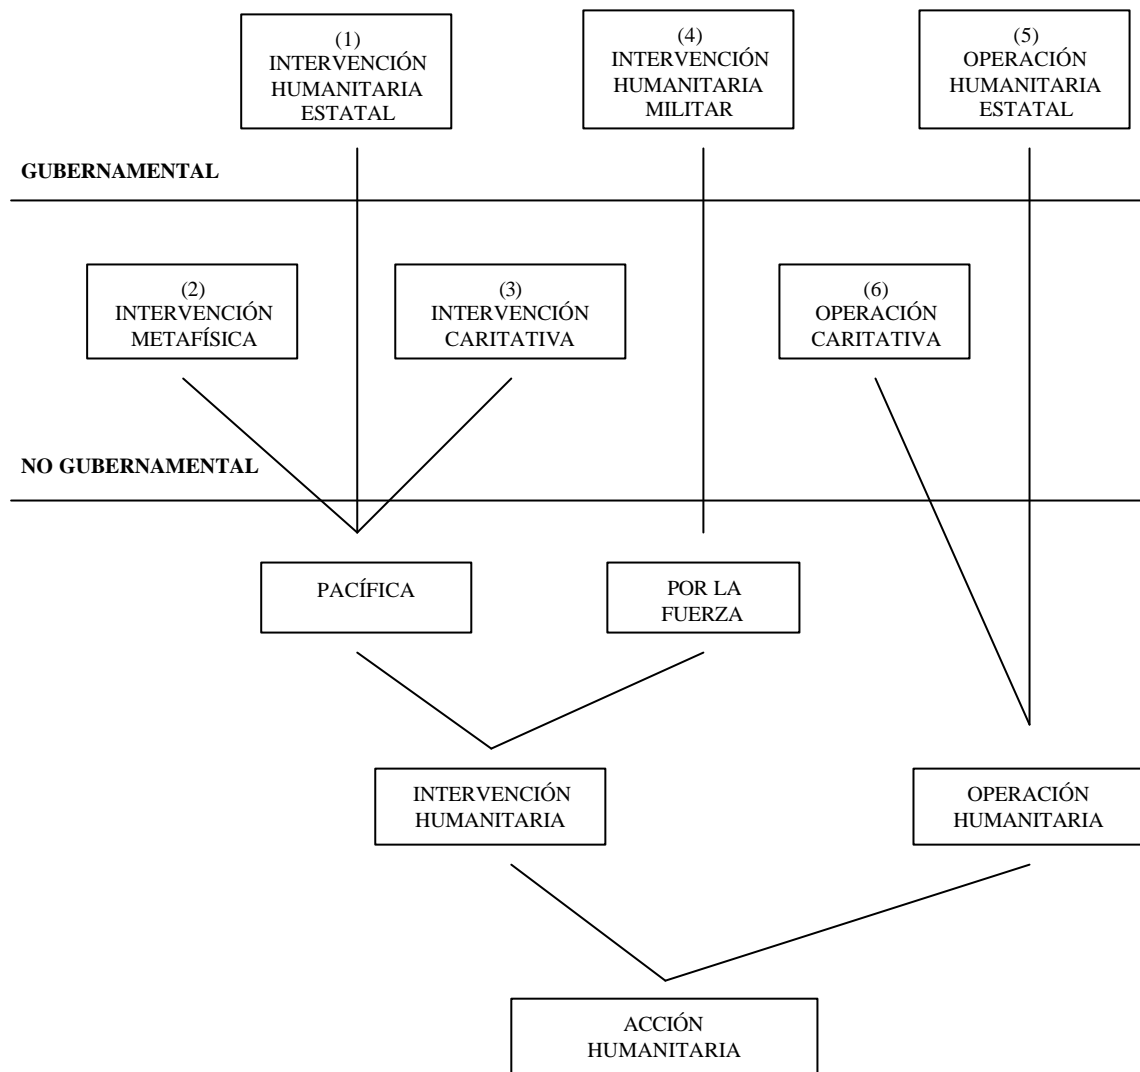 (1)
INTERVENCIÓN
HUMANITARIA
ESTATAL
(4)
INTERVENCIÓN
HUMANITARIA
MILITAR
(5)
OPERACIÓN
HUMANITARIA
ESTATAL
GUBERNAMENTAL
(2)
INTERVENCIÓN
METAFÍSICA
(3)
INTERVENCIÓN
CARITATIVA
(6)
OPERACIÓN
CARITATIVA
NO GUBERNAMENTAL
PACÍFICA
POR LA
FUERZA
INTERVENCIÓN
HUMANITARIA
OPERACIÓN
HUMANITARIA
ACCIÓN
HUMANITARIA